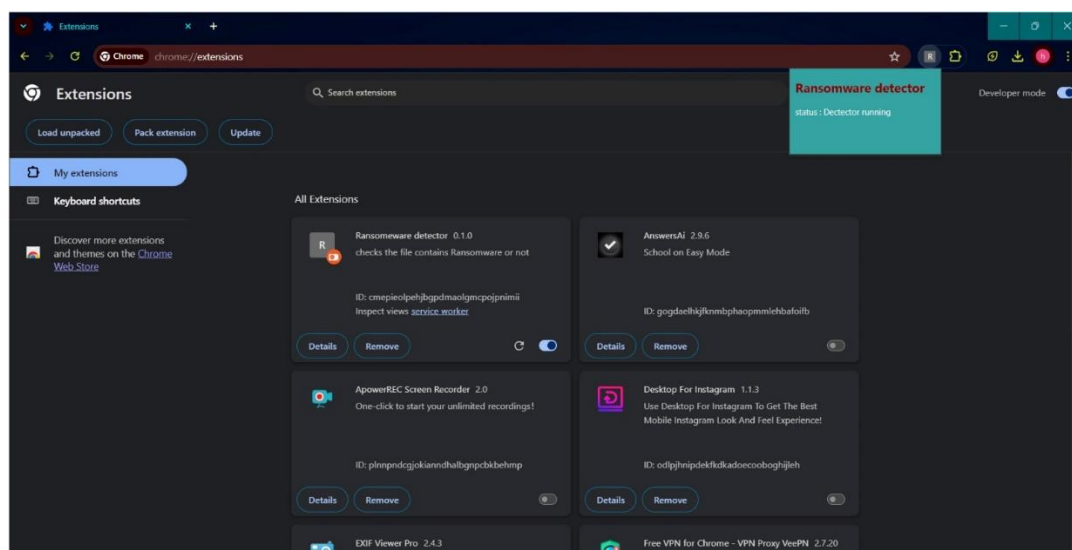 Extensions
Chrome
chrome://extensions
R
h
Extensions
Search extensions
Ransomware detector
status : Dectector running
Developer mode
Load unpacked
Pack extension
Update
My extensions
Keyboard shortcuts
Discover more extensions
and themes on the Chrome
Web Store
All Extensions
R
Ransomeware detector 0.1.0
checks the file contains Ransomware or not
ID: cmepieolpehjbgpdmaolgmcpojpnimii
Inspect views service worker
Details
Remove
AnswersAi 2.9.6
School on Easy Mode
ID: gogdaelhkjfknmbphaopmmlehbafoifb
Details
Remove
ApowerREC Screen Recorder 2.0
One-click to start your unlimited recordings!
ID: plnnpndcgjokianndhalbgnpcbkbehmp
Details
Remove
Desktop For Instagram 1.1.3
Use Desktop For Instagram To Get The Best
Mobile Instagram Look And Feel Experience!
ID: odlpjhnipdekfkdkadoecooboghijleh
Details
Remove
EXIF Viewer Pro 2.4.3
Free VPN for Chrome - VPN Proxy VeePN 2.7.20